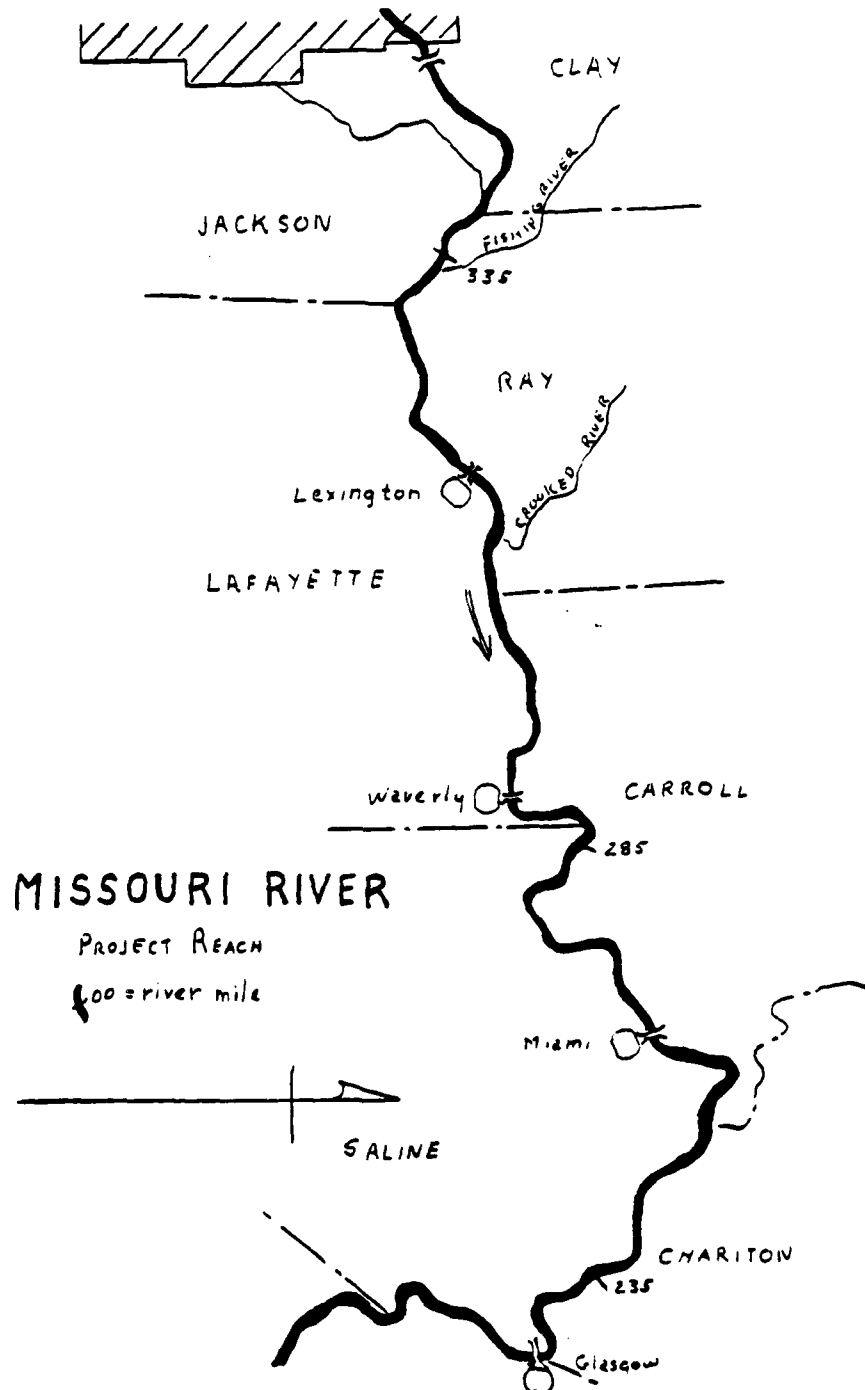 CLAY
FISHING RIVER
JACKSON
335
RAY
CROOKED RIVER
Lexington
LAFAYETTE
Waverly
CARROLL
285
MISSOURI RIVER
PROJECT REACH
00 = river mile
Miami
SALINE
CHARITON
235
Glasgow